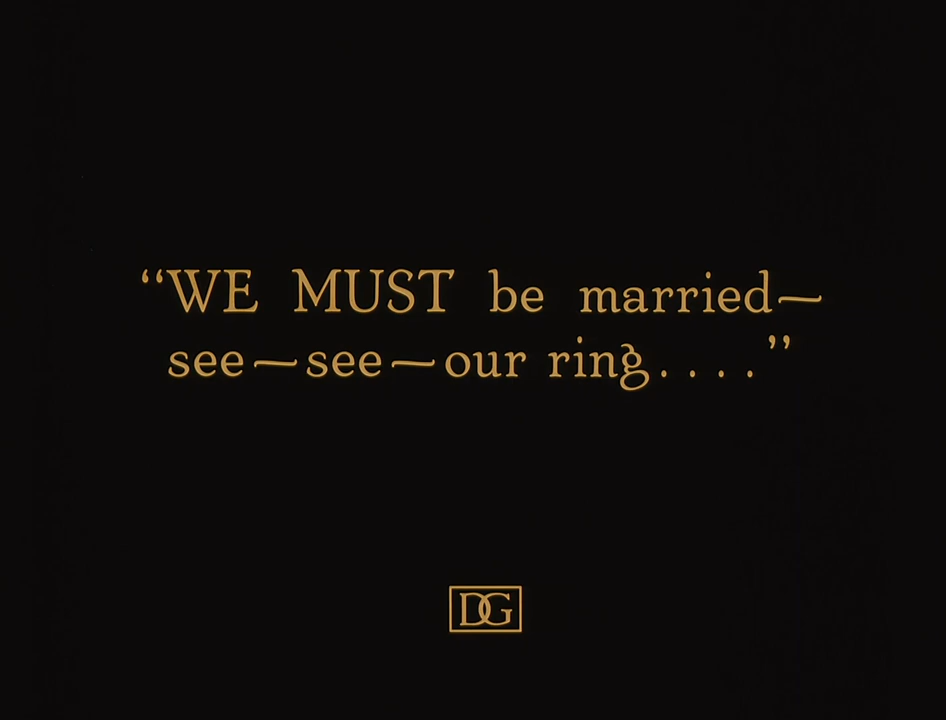 “WE MUST be married—
see—see—our ring. . . .”
DG